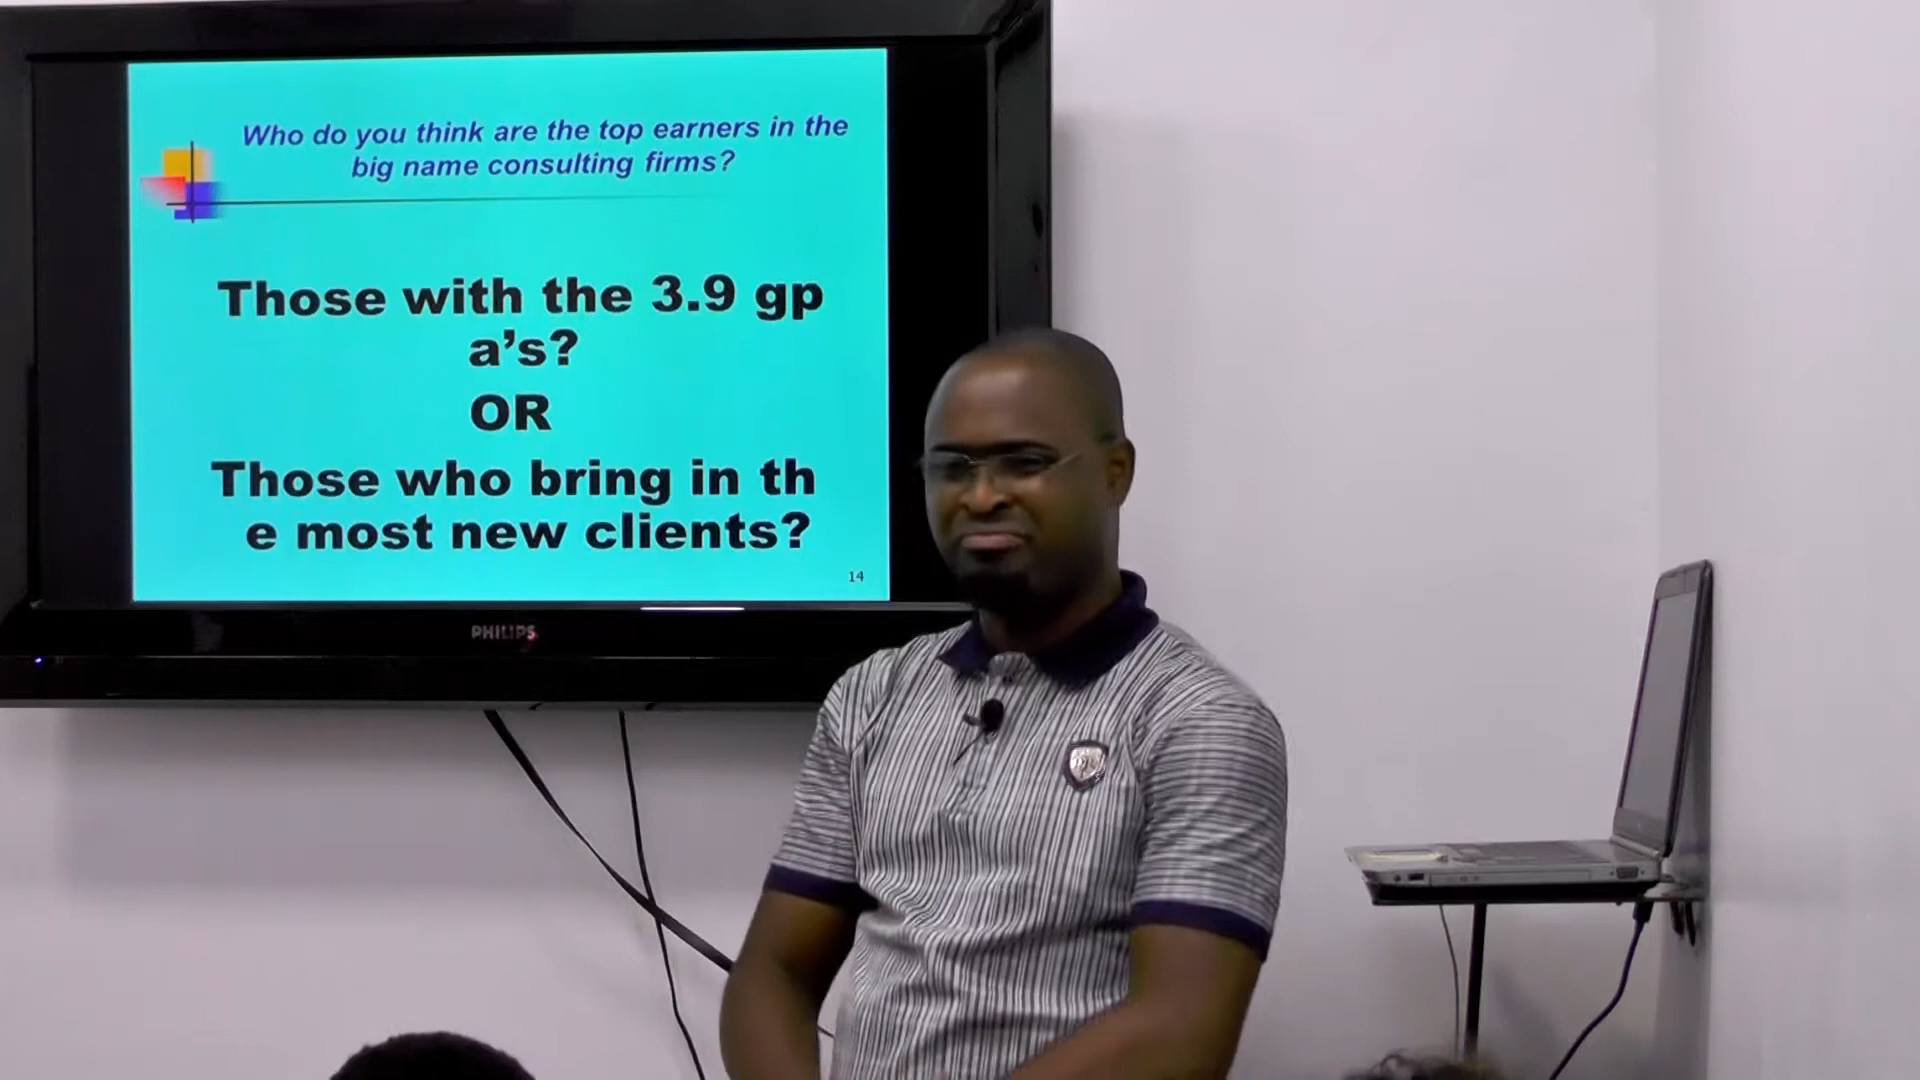 Who do you think are the top earners in the
big name consulting firms?
Those with the 3.9 gp
a’s?
OR
Those who bring in th
e most new clients?
14
PHILIPS